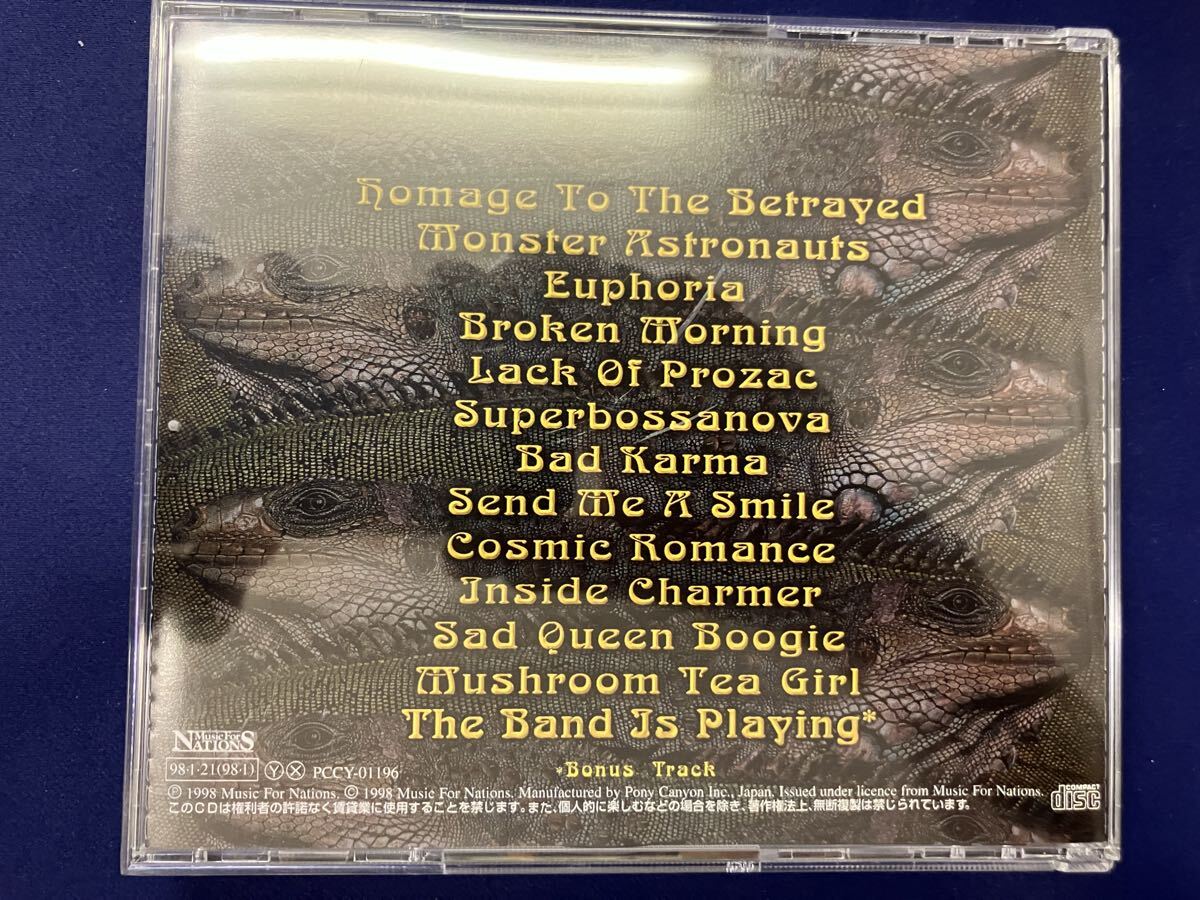 Homage To The Betrayed
Monster Astronauts
Euphoria
Broken Morning
Lack Of Prozac
Superbossanova
Bad Karma
Send Me A Smile
Cosmic Romance
Inside Charmer
Sad Queen Boogie
Mushroom Tea Girl
The Band Is Playing*
*Bonus Track
Music For
NATIONS
98·1·21(98·1) Ⓨ Ⓧ PCCY-01196
Ⓟ 1998 Music For Nations. © 1998 Music For Nations. Manufactured by Pony Canyon Inc., Japan. Issued under licence from Music For Nations.
このCDは権利者の許諾なく賃貸業に使用することを禁じます。また、個人的に楽しむなどの場合を除き、著作権法上、無断複製は禁じられています。
COMPACT
disc